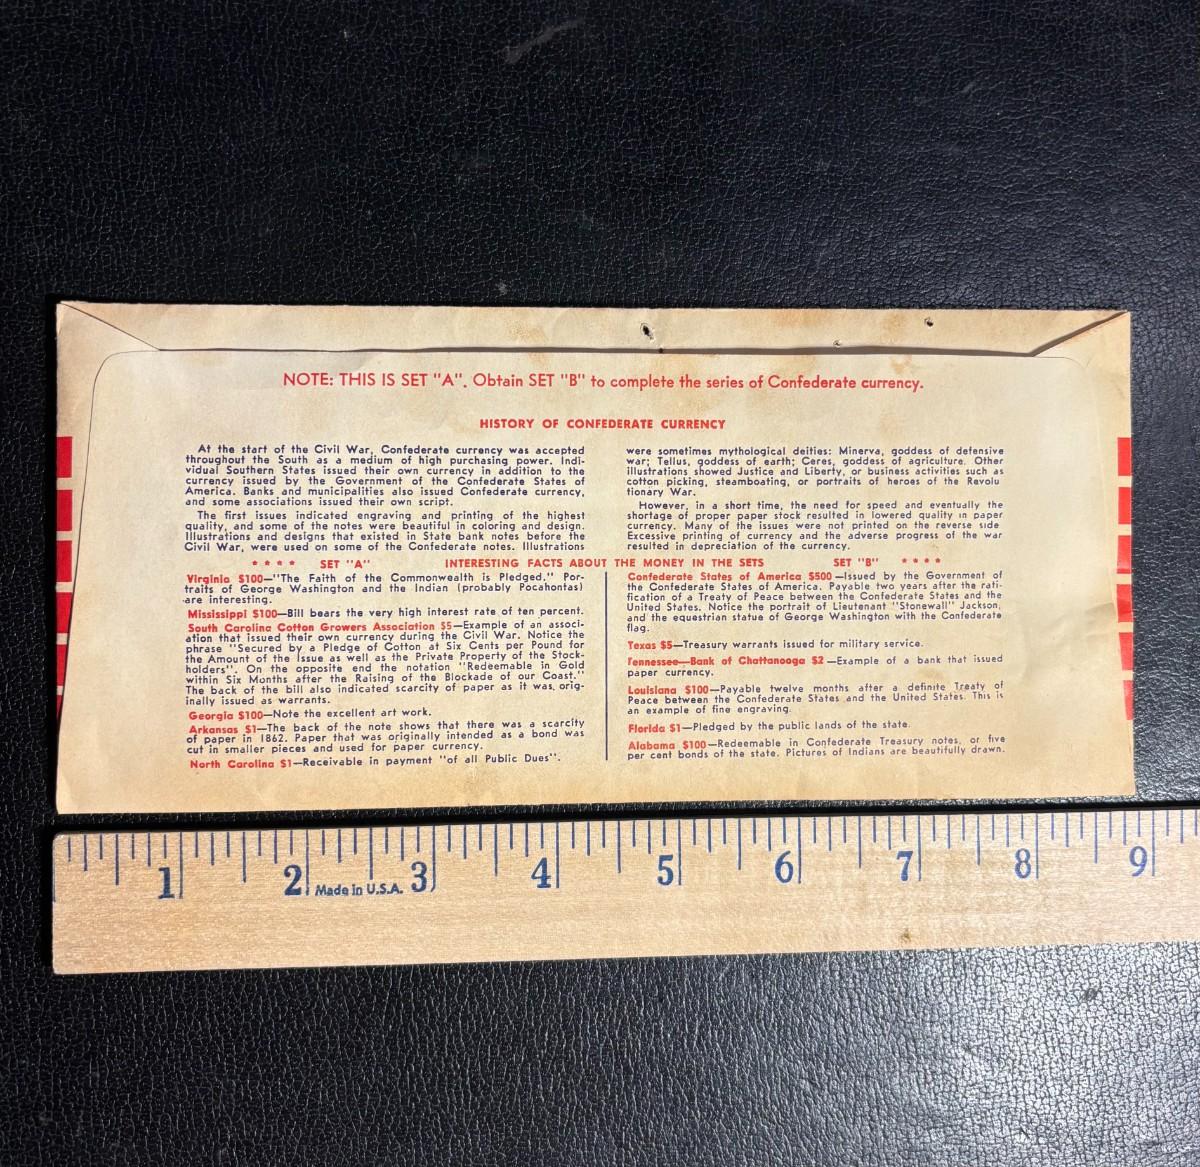 NOTE: THIS IS SET "A". Obtain SET "B" to complete the series of Confederate currency.
HISTORY OF CONFEDERATE CURRENCY
At the start of the Civil War, Confederate currency was accepted
throughout the South as a medium of high purchasing power. Indi-
vidual Southern States issued their own currency in addition to the
currency issued by the Government of the Confederate States of
America. Banks and municipalities also issued Confederate currency,
and some associations issued their own script.
The first issues indicated engraving and printing of the highest
quality, and some of the notes were beautiful in coloring and design.
Illustrations and designs that existed in State bank notes before the
Civil War, were used on some of the Confederate notes. Illustrations
were sometimes mythological deities: Minerva, goddess of defensive
war; Tellus, goddess of earth; Ceres, goddess of agriculture. Other
illustrations showed Justice and Liberty, or business activities such as
cotton picking, steamboating, or portraits of heroes of the Revolu
tionary War.
However, in a short time, the need for speed and eventually the
shortage of proper paper stock resulted in lowered quality in paper
currency. Many of the issues were not printed on the reverse side
Excessive printing of currency and the adverse progress of the war
resulted in depreciation of the currency.
* * * * SET "A" INTERESTING FACTS ABOUT THE MONEY IN THE SETS SET "B" * * * *
Virginia $100—"The Faith of the Commonwealth is Pledged." Por-
traits of George Washington and the Indian (probably Pocahontas)
are interesting.
Mississippi $100—Bill bears the very high interest rate of ten percent.
South Carolina Cotton Growers Association $5—Example of an associ-
ation that issued their own currency during the Civil War. Notice the
phrase "Secured by a Pledge of Cotton at Six Cents per Pound for
the Amount of the Issue as well as the Private Property of the Stock-
holders". On the opposite end the notation "Redeemable in Gold
within Six Months after the Raising of the Blockade of our Coast."
The back of the bill also indicated scarcity of paper as it was, orig-
inally issued as warrants.
Georgia $100—Note the excellent art work.
Arkansas $1—The back of the note shows that there was a scarcity
of paper in 1862. Paper that was originally intended as a bond was
cut in smaller pieces and used for paper currency.
North Carolina $1—Receivable in payment "of all Public Dues".
Confederate States of America $500—Issued by the Government of
the Confederate States of America. Payable two years after the rati-
fication of a Treaty of Peace between the Confederate States and the
United States. Notice the portrait of Lieutenant "Stonewall" Jackson,
and the equestrian statue of George Washington with the Confederate
flag.
Texas $5—Treasury warrants issued for military service.
Tennessee—Bank of Chattanooga $2—Example of a bank that issued
paper currency.
Louisiana $100—Payable twelve months after a definite Treaty of
Peace between the Confederate States and the United States. This is
an example of fine engraving.
Florida $1—Pledged by the public lands of the state.
Alabama $100—Redeemable in Confederate Treasury notes, or five
per cent bonds of the state. Pictures of Indians are beautifully drawn.
1 2 Made in U.S.A. 3 4 5 6 7 8 9